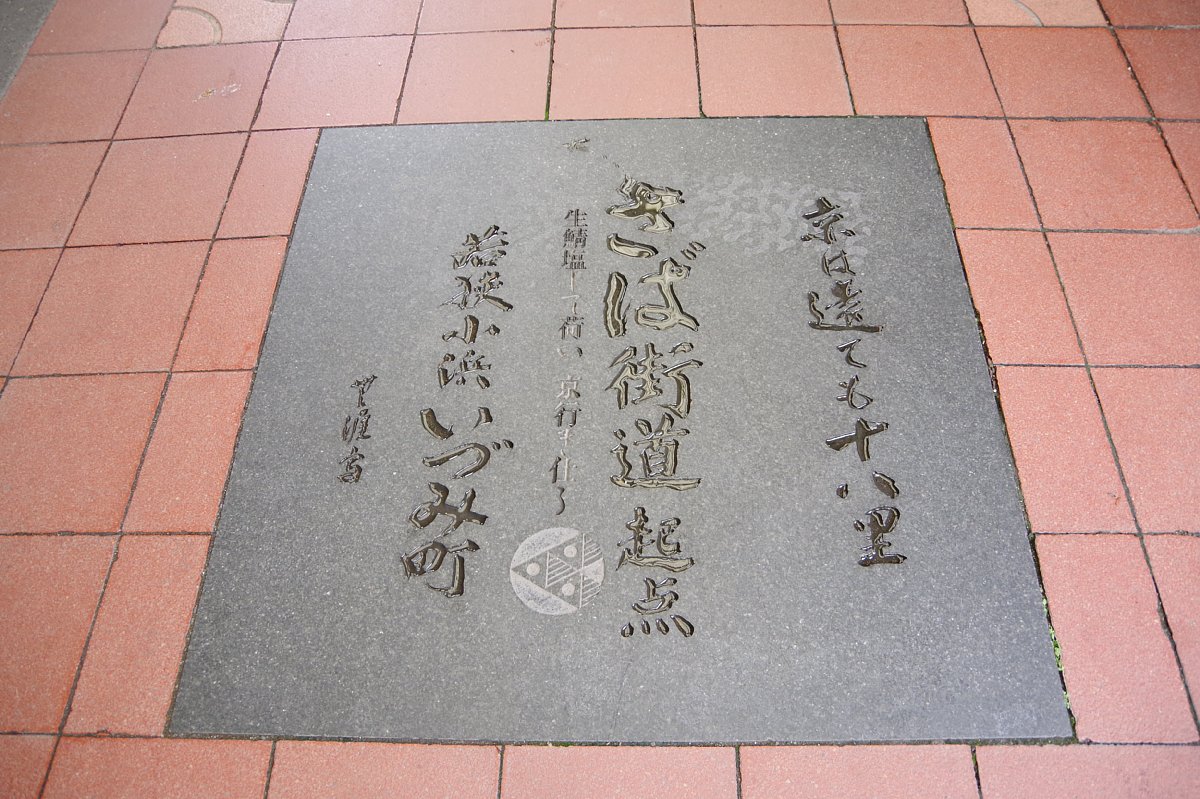 京は遠ても十八里
さば街道起点
生鯖塩して荷い京行き仕る
若狭小浜いづみ町